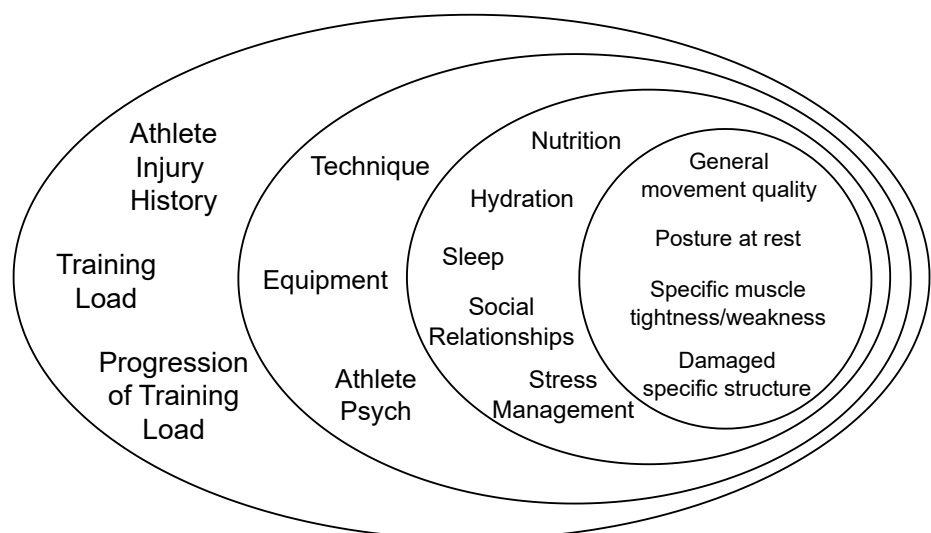 Athlete
Injury
History
Training
Load
Progression
of Training
Load
Technique
Equipment
Athlete
Psych
Nutrition
Hydration
Sleep
Social
Relationships
Stress
Management
General
movement quality
Posture at rest
Specific muscle
tightness/weakness
Damaged
specific structure